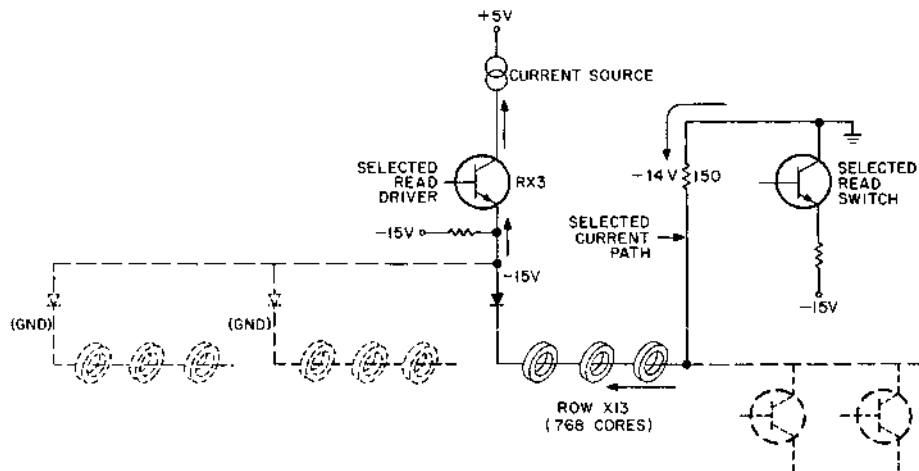 +5V
CURRENT SOURCE
SELECTED
READ
DRIVER
RX3
-14V
150
SELECTED
READ
SWITCH
-15V
SELECTED
CURRENT
PATH
-15V
-15V
(GND)
(GND)
ROW X13
(768 CORES)